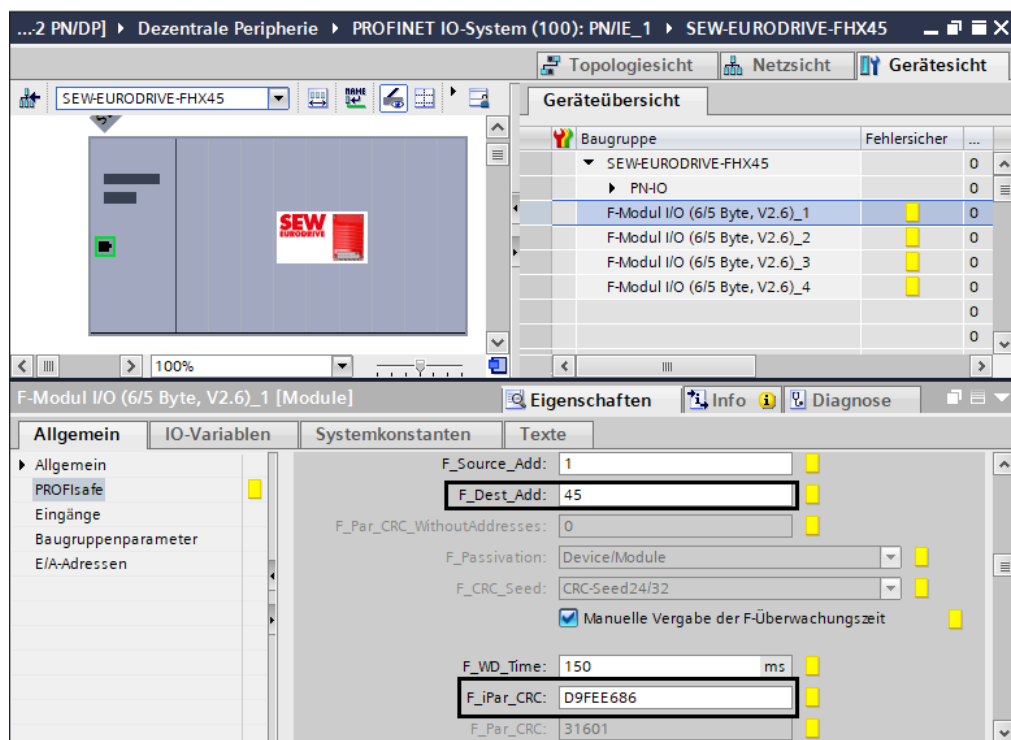 ...-2 PN/DP] Dezentrale Peripherie PROFINET IO-System (100): PN/IE_1 SEW-EURODRIVE-FHX45
Topologiesicht Netzsicht Gerätesicht
SEW-EURODRIVE-FHX45
NAME
Geräteübersicht
Baugruppe Fehlersicher ...
SEW-EURODRIVE-FHX45 0
PN-IO 0
F-Modul I/O (6/5 Byte, V2.6)_1 0
F-Modul I/O (6/5 Byte, V2.6)_2 0
F-Modul I/O (6/5 Byte, V2.6)_3 0
F-Modul I/O (6/5 Byte, V2.6)_4 0
0
0
SEW
EURODRIVE
100%
F-Modul I/O (6/5 Byte, V2.6)_1 [Module]
Eigenschaften Info Diagnose
Allgemein IO-Variablen Systemkonstanten Texte
Allgemein
PROFIsafe
Eingänge
Baugruppenparameter
E/A-Adressen
F_Source_Add: 1
F_Dest_Add: 45
F_Par_CRC_WithoutAddresses: 0
F_Passivation: Device/Module
F_CRC_Seed: CRC-Seed24/32
Manuelle Vergabe der F-Überwachungszeit
F_WD_Time: 150 ms
F_iPar_CRC: D9FEE686
F_Par_CRC: 31601